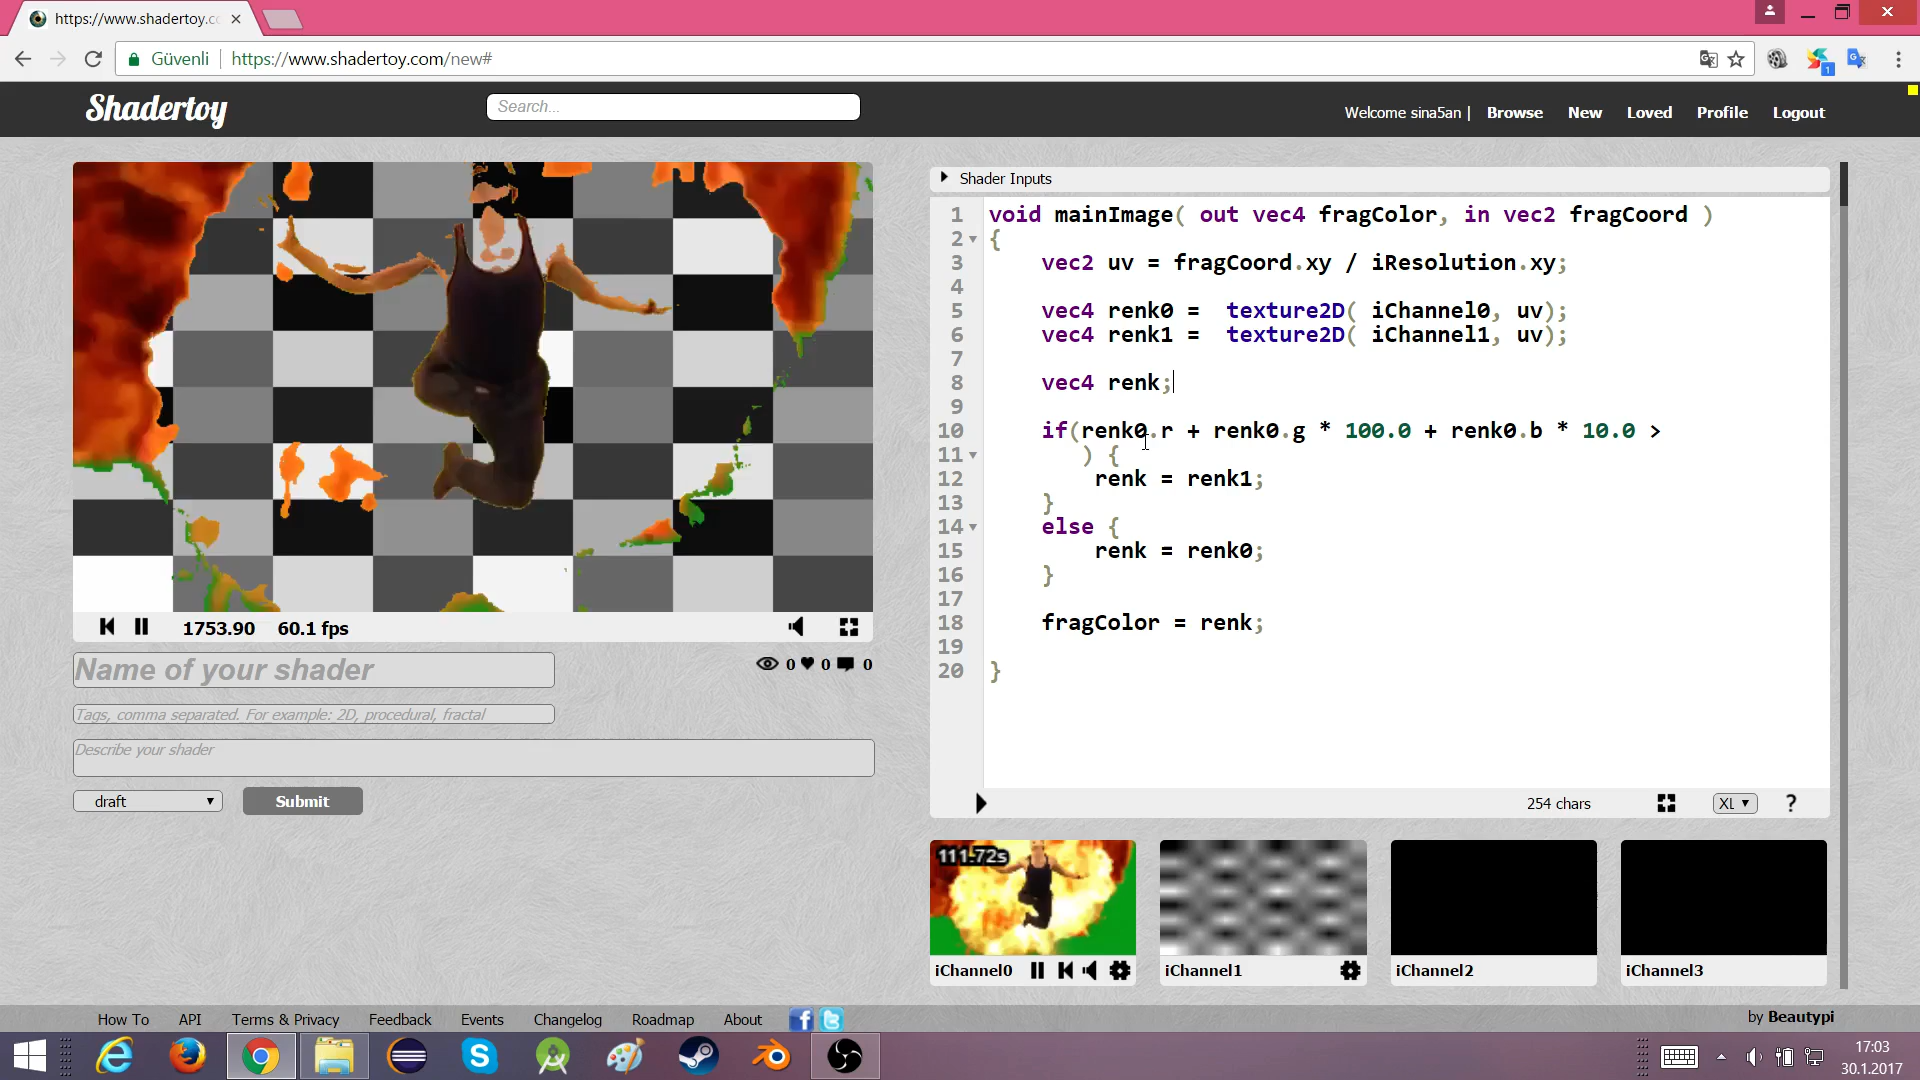 https://www.shadertoy.co
Güvenli
https://www.shadertoy.com/new#
1
Shadertoy
Search...
Welcome sina5an |
Browse
New
Loved
Profile
Logout
1753.90
60.1 fps
Name of your shader
0
0
0
Tags, comma separated. For example: 2D, procedural, fractal
Describe your shader
draft
Submit
Shader Inputs
1 void mainImage( out vec4 fragColor, in vec2 fragCoord )
2 {
3 vec2 uv = fragCoord.xy / iResolution.xy;
4
5 vec4 renk0 =  texture2D( iChannel0, uv);
6 vec4 renk1 =  texture2D( iChannel1, uv);
7
8 vec4 renk;
9
10 if(renk0.r + renk0.g * 100.0 + renk0.b * 10.0 >
11 ) {
12 renk = renk1;
13 }
14 else {
15 renk = renk0;
16 }
17
18 fragColor = renk;
19
20 }
254 chars
XL
?
111.72s
iChannel0
iChannel1
iChannel2
iChannel3
How To
API
Terms & Privacy
Feedback
Events
Changelog
Roadmap
About
by Beautypi
17:03
30.1.2017